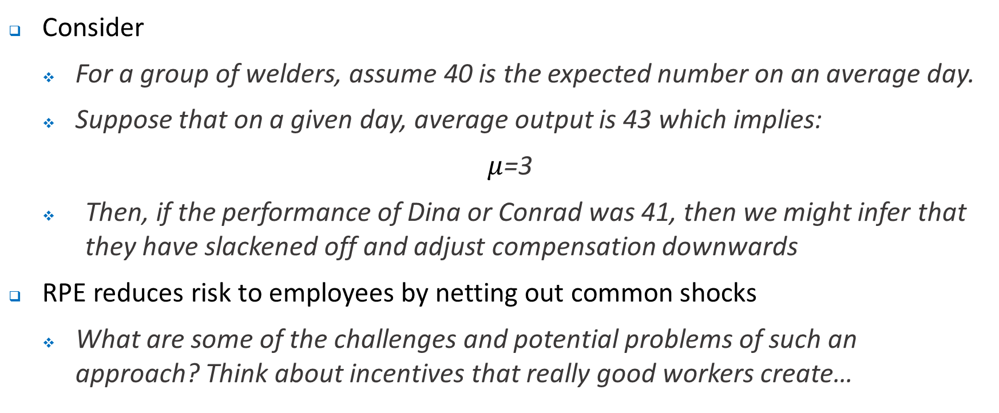 Consider
For a group of welders, assume 40 is the expected number on an average day.
Suppose that on a given day, average output is 43 which implies:
μ=3
Then, if the performance of Dina or Conrad was 41, then we might infer that
they have slackened off and adjust compensation downwards
RPE reduces risk to employees by netting out common shocks
What are some of the challenges and potential problems of such an
approach? Think about incentives that really good workers create…